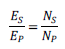 E_S/E_P = N_S/N_P